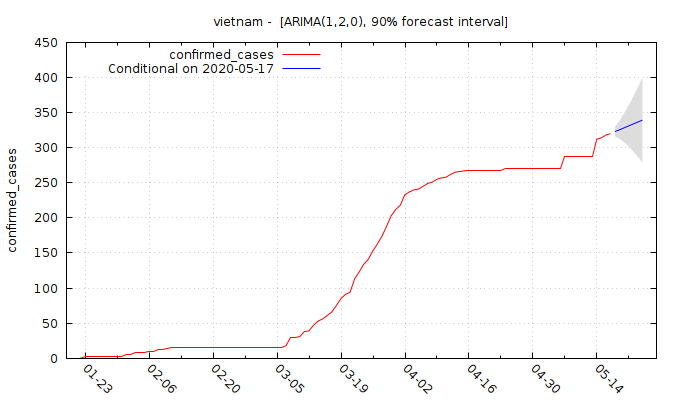 vietnam -  [ARIMA(1,2,0), 90% forecast interval]
confirmed_cases
Conditional on 2020-05-17
confirmed_cases
450
400
350
300
250
200
150
100
50
0
01-23 02-06 02-20 03-05 03-19 04-02 04-16 04-30 05-14